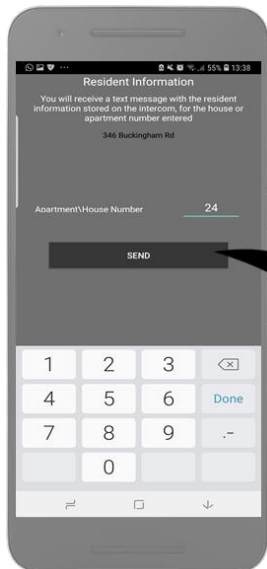 55% 13:38
Resident Information
You will receive a text message with the resident
information stored on the intercom, for the house or
apartment number entered
346 Buckingham Rd
Apartment\House Number 24
SEND
1 2 3
4 5 6 Done
7 8 9 .-
0